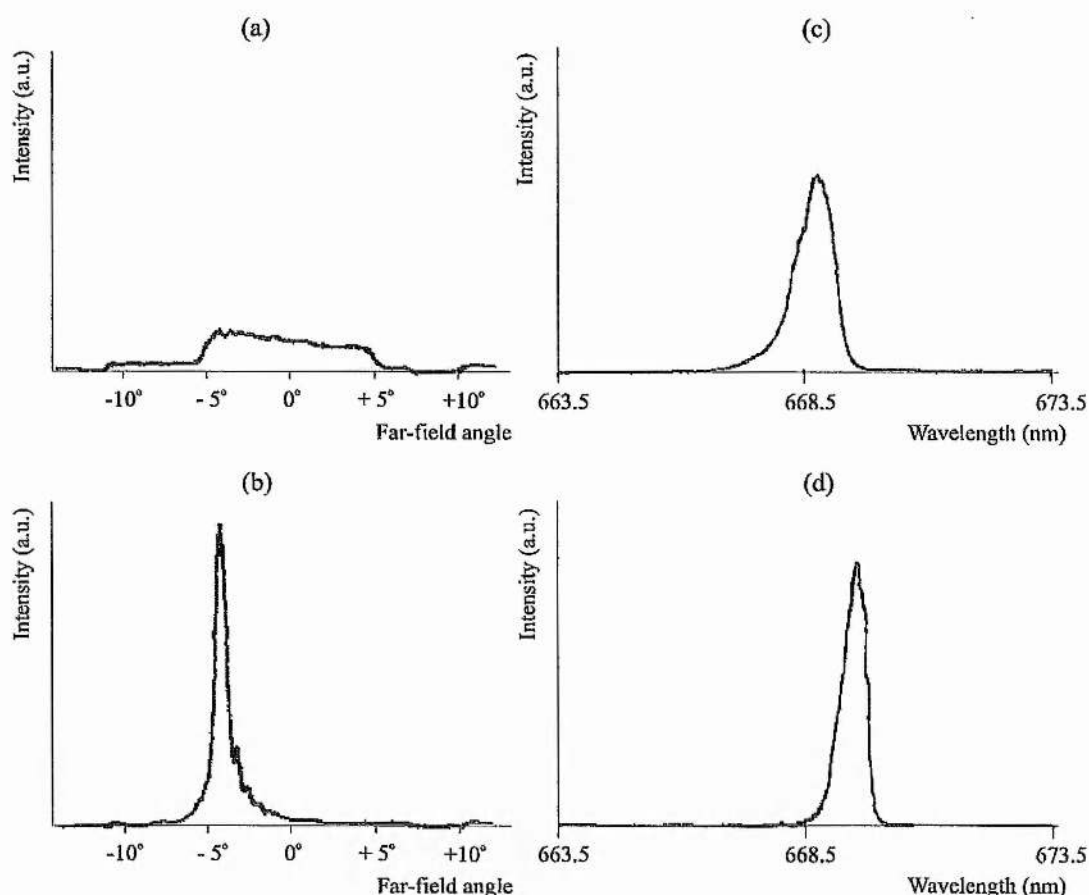 (a)
Intensity (a.u.)
-10° - 5° 0° + 5° +10°
Far-field angle
(c)
Intensity (a.u.)
663.5 668.5 673.5
Wavelength (nm)
(b)
Intensity (a.u.)
-10° - 5° 0° + 5° +10°
Far-field angle
(d)
Intensity (a.u.)
663.5 668.5 673.5
Wavelength (nm)